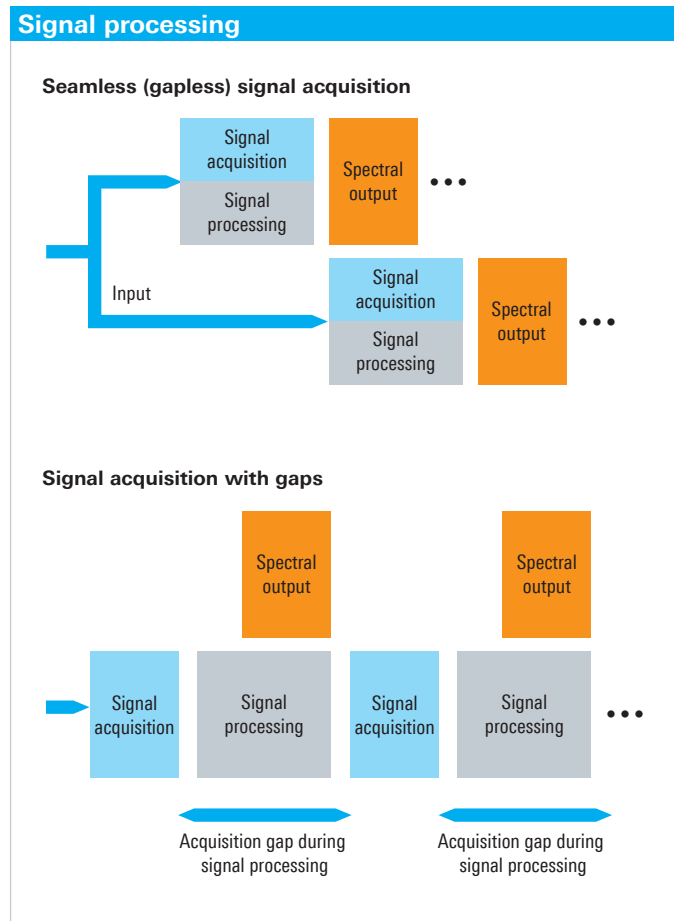 Signal processing
Seamless (gapless) signal acquisition
Signal
acquisition
Signal
processing
Spectral
output
•••
Input
Signal
acquisition
Signal
processing
Spectral
output
•••
Signal acquisition with gaps
Spectral
output
Spectral
output
Signal
acquisition
Signal
processing
Signal
acquisition
Signal
processing
•••
Acquisition gap during
signal processing
Acquisition gap during
signal processing